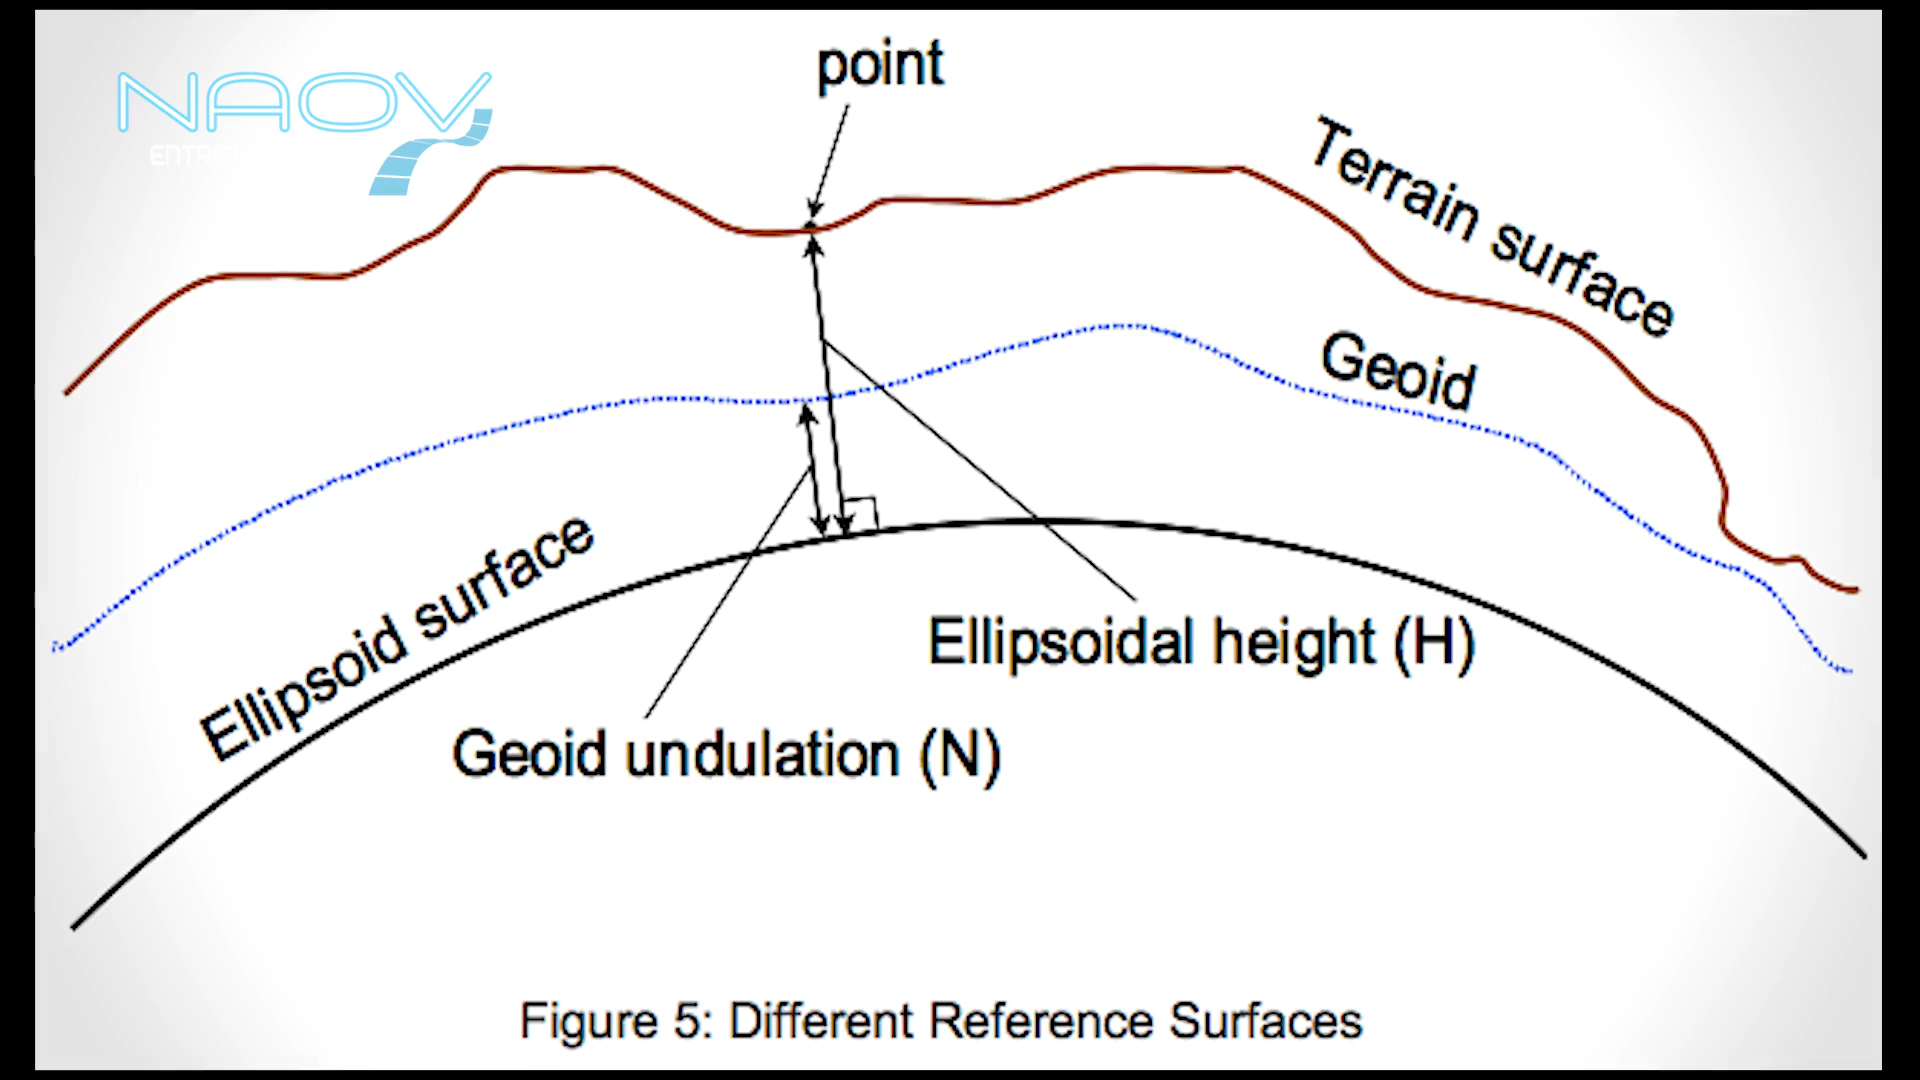 point
NAOV
Terrain surface
Geoid
Ellipsoid surface
Ellipsoidal height (H)
Geoid undulation (N)
Figure 5: Different Reference Surfaces